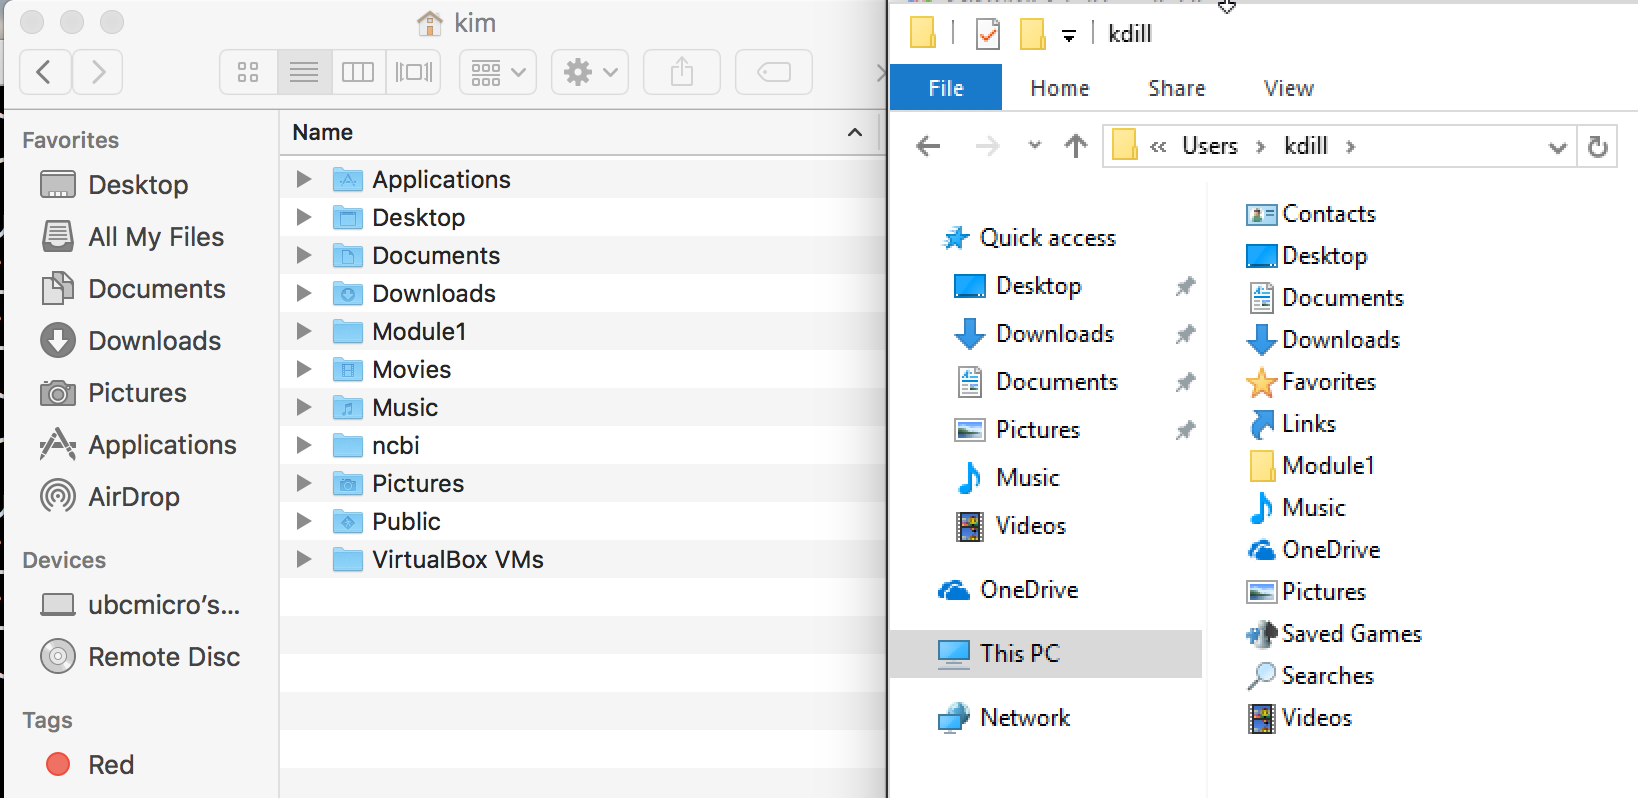 kim
Favorites
Desktop
All My Files
Documents
Downloads
Pictures
Applications
AirDrop
Devices
ubcmicro’s...
Remote Disc
Tags
Red
Name
Applications
Desktop
Documents
Downloads
Module1
Movies
Music
ncbi
Pictures
Public
VirtualBox VMs
kdill
File Home Share View
« Users > kdill >
Quick access
Desktop
Downloads
Documents
Pictures
Music
Videos
OneDrive
This PC
Network
Contacts
Desktop
Documents
Downloads
Favorites
Links
Module1
Music
OneDrive
Pictures
Saved Games
Searches
Videos